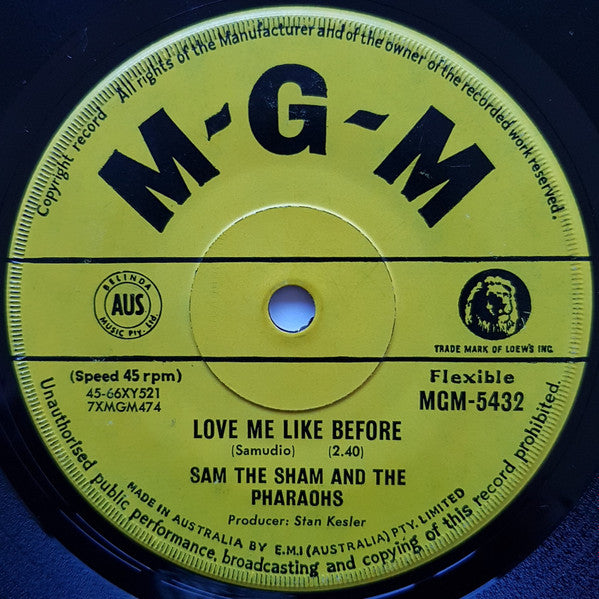 Copyright record All rights of the Manufacturer and of the owner of the recorded work reserved.
M-G-M
BELINDA
AUS
MUSIC PTY. Ltd.
TRADE MARK OF LOEW'S INC.
(Speed 45 rpm)
45-66XY521
7XMGM474
Flexible
MGM-5432
LOVE ME LIKE BEFORE
(Samudio) (2.40)
SAM THE SHAM AND THE
PHARAOHS
Producer: Stan Kesler
MADE IN AUSTRALIA BY E.M.I (AUSTRALIA) PTY. LIMITED
Unauthorised public performance, broadcasting and copying of this record prohibited.